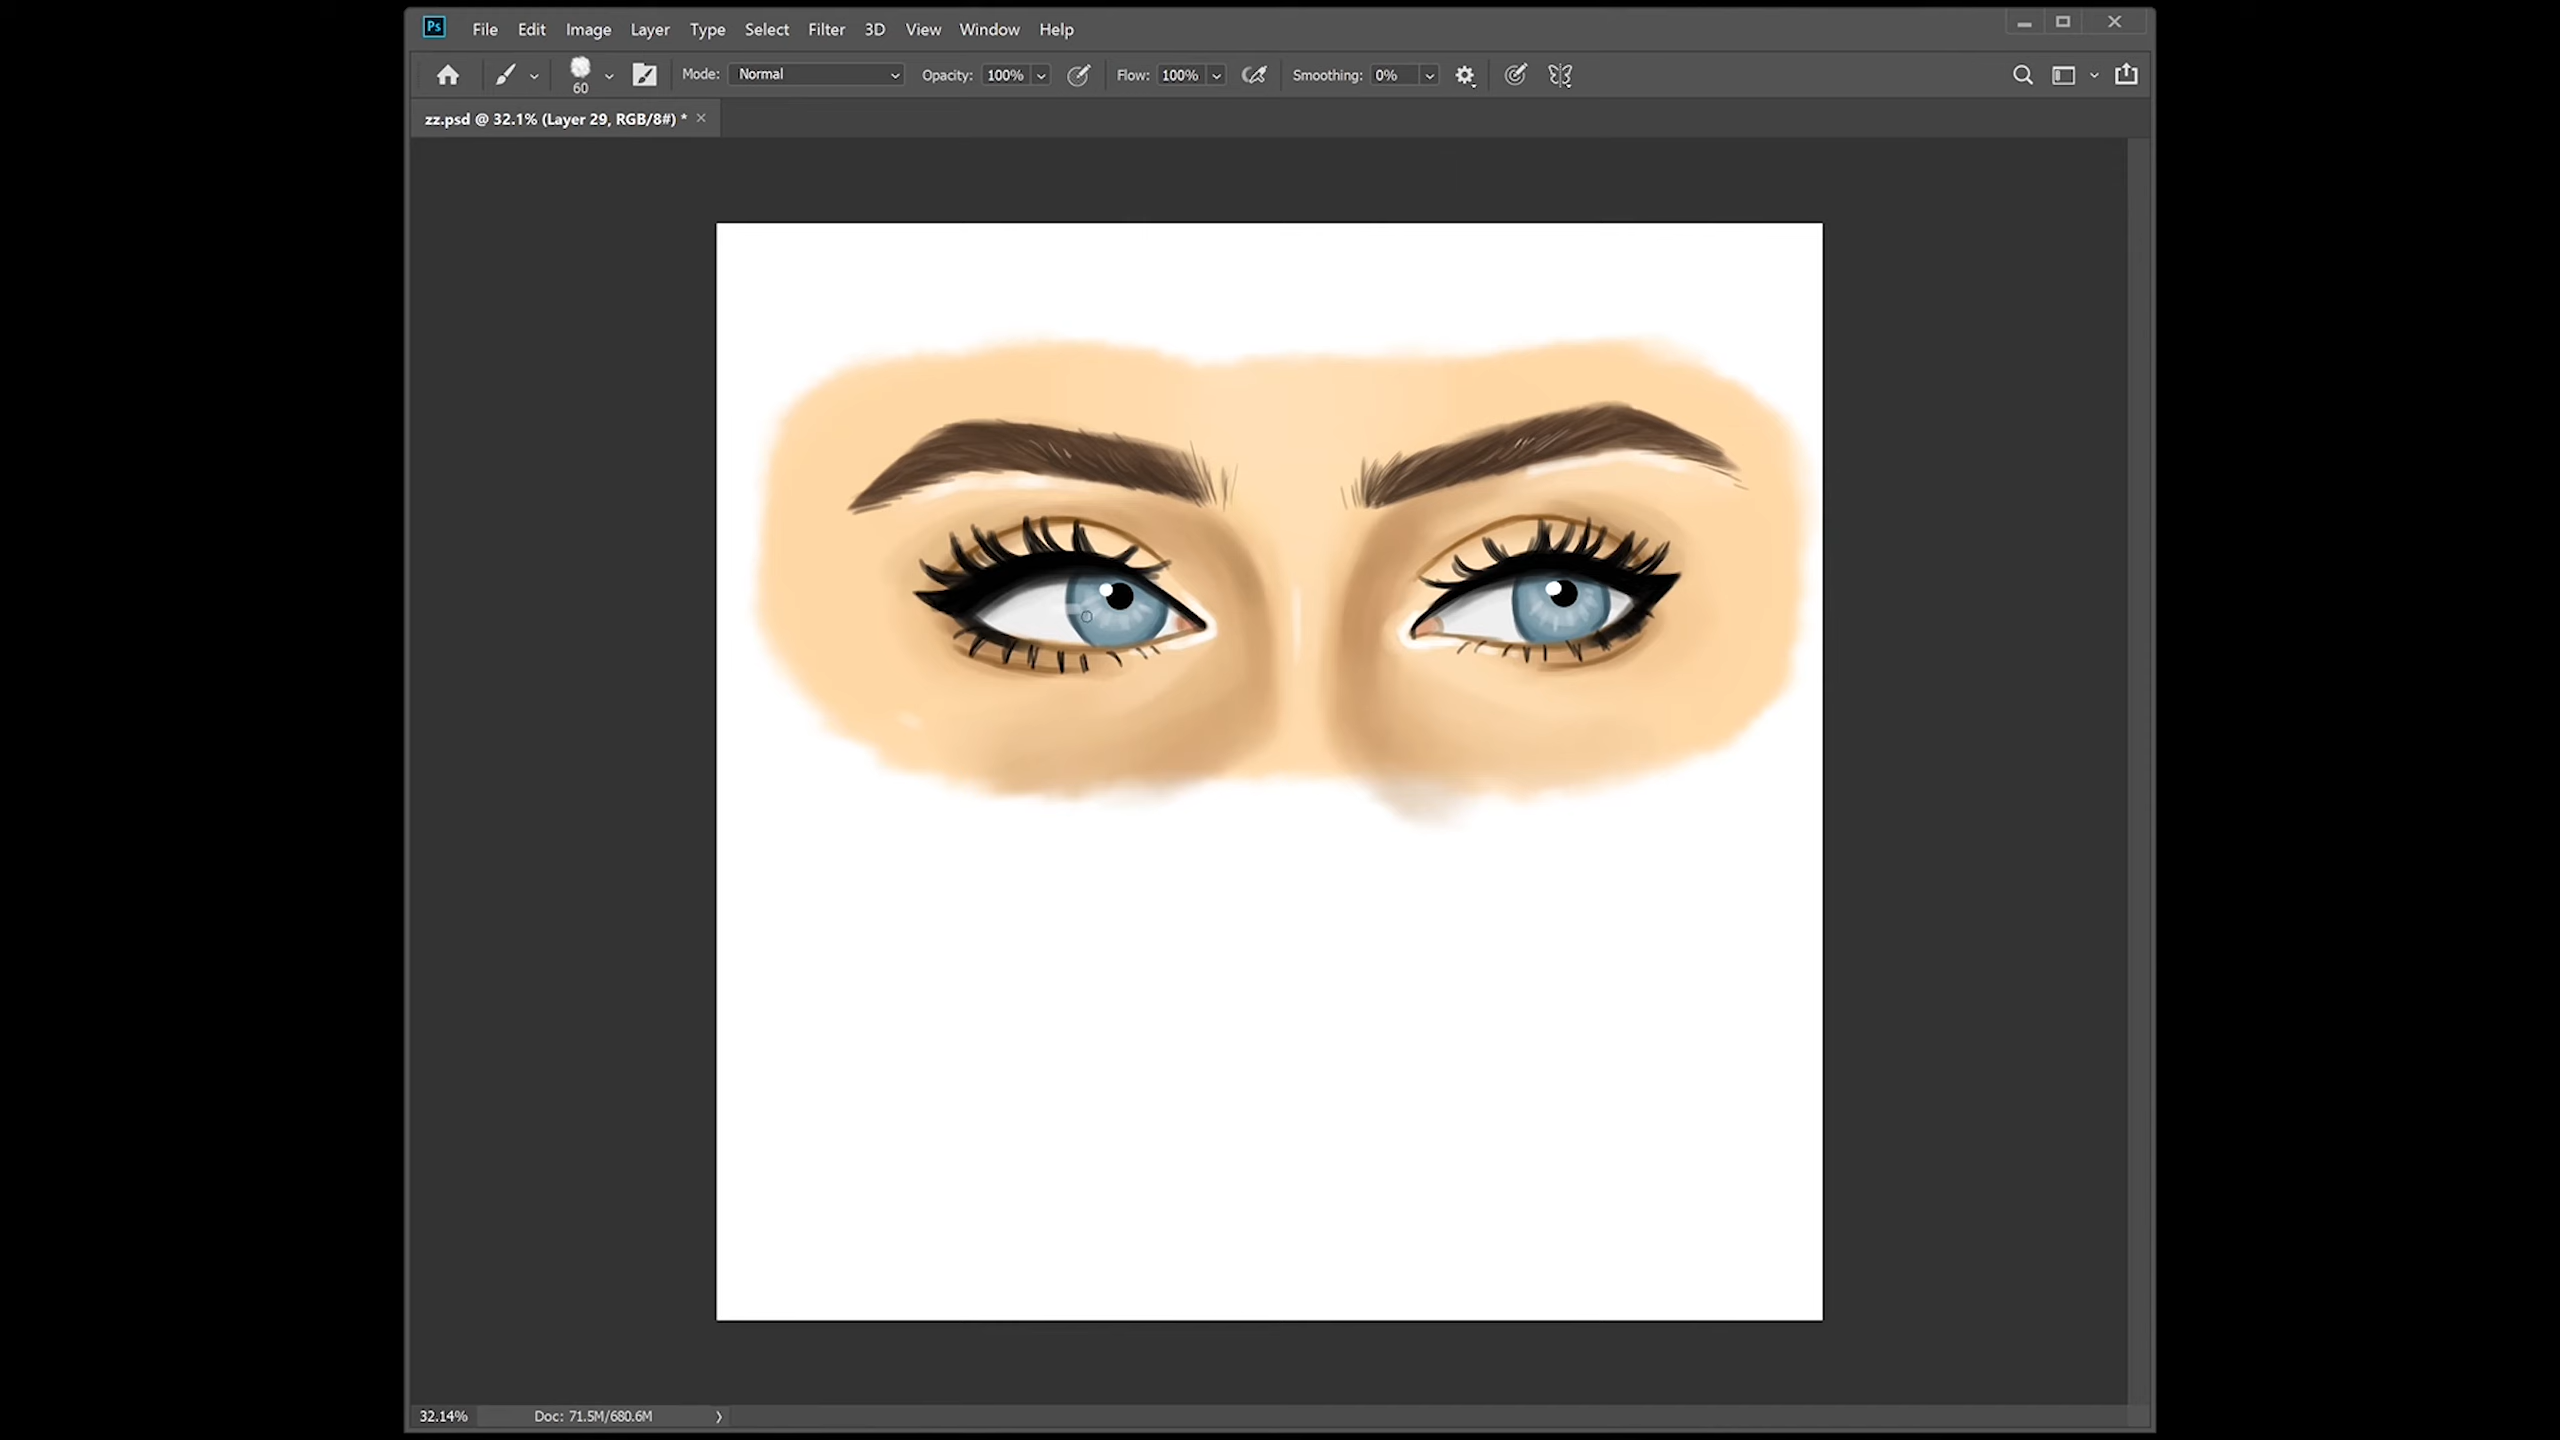 Ps File Edit Image Layer Type Select Filter 3D View Window Help
60 Mode: Normal Opacity: 100% Flow: 100% Smoothing: 0%
zz.psd @ 32.1% (Layer 29, RGB/8#) *
32.14% Doc: 71.5M/680.6M